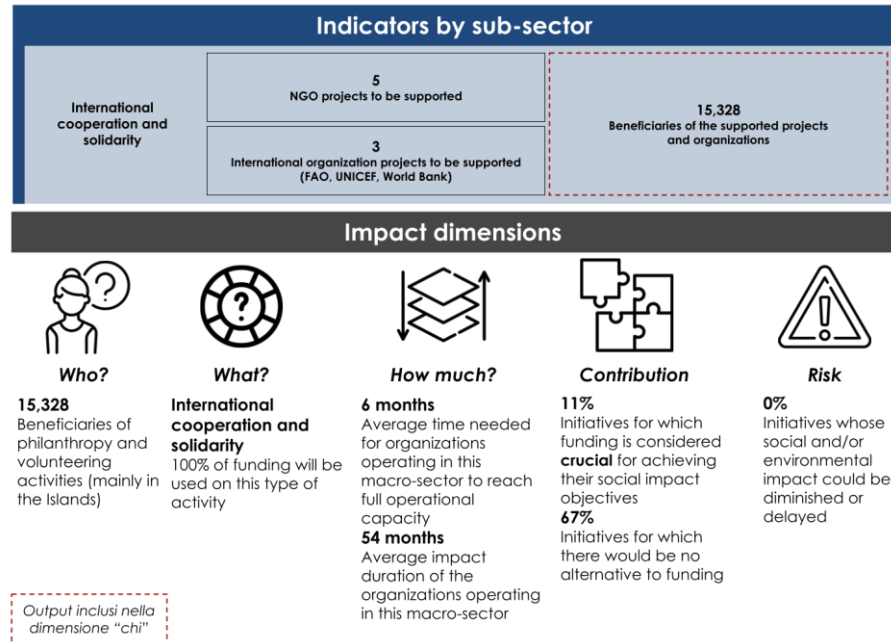 Indicators by sub-sector
International
cooperation and
solidarity
5
NGO projects to be supported
3
International organization projects to be supported
(FAO, UNICEF, World Bank)
15,328
Beneficiaries of the supported projects
and organizations
Impact dimensions
?
?
!
Who?
15,328
Beneficiaries of
philanthropy and
volunteering
activities (mainly in
the Islands)
What?
International
cooperation and
solidarity
100% of funding will be
used on this type of
activity
How much?
6 months
Average time needed
for organizations
operating in this
macro-sector to reach
full operational
capacity
54 months
Average impact
duration of the
organizations operating
in this macro-sector
Contribution
11%
Initiatives for which
funding is considered
crucial for achieving
their social impact
objectives
67%
Initiatives for which
there would be no
alternative to funding
Risk
0%
Initiatives whose
social and/or
environmental
impact could be
diminished or
delayed
Output inclusi nella
dimensione “chi”